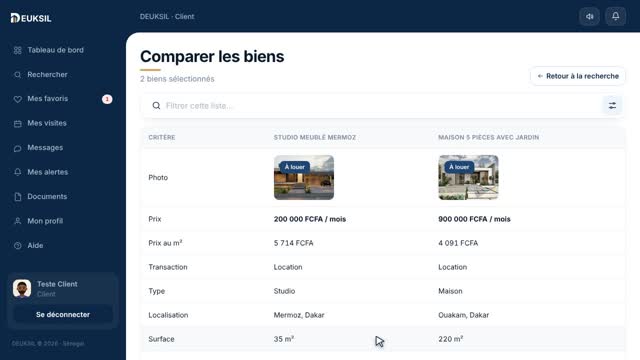 DEUKSIL
DEUKSIL · Client
Tableau de bord
Rechercher
Mes favoris 1
Mes visites
Messages
Mes alertes
Documents
Mon profil
Aide
Teste Client
Client
Se déconnecter
DEUKSIL © 2026 · Sénégal
Comparer les biens
2 biens sélectionnés
← Retour à la recherche
Filtrer cette liste...
CRITÈRE STUDIO MEUBLÉ MERMOZ MAISON 5 PIÈCES AVEC JARDIN
Photo À louer À louer
Prix 200 000 FCFA / mois 900 000 FCFA / mois
Prix au m² 5 714 FCFA 4 091 FCFA
Transaction Location Location
Type Studio Maison
Localisation Mermoz, Dakar Ouakam, Dakar
Surface 35 m² 220 m²